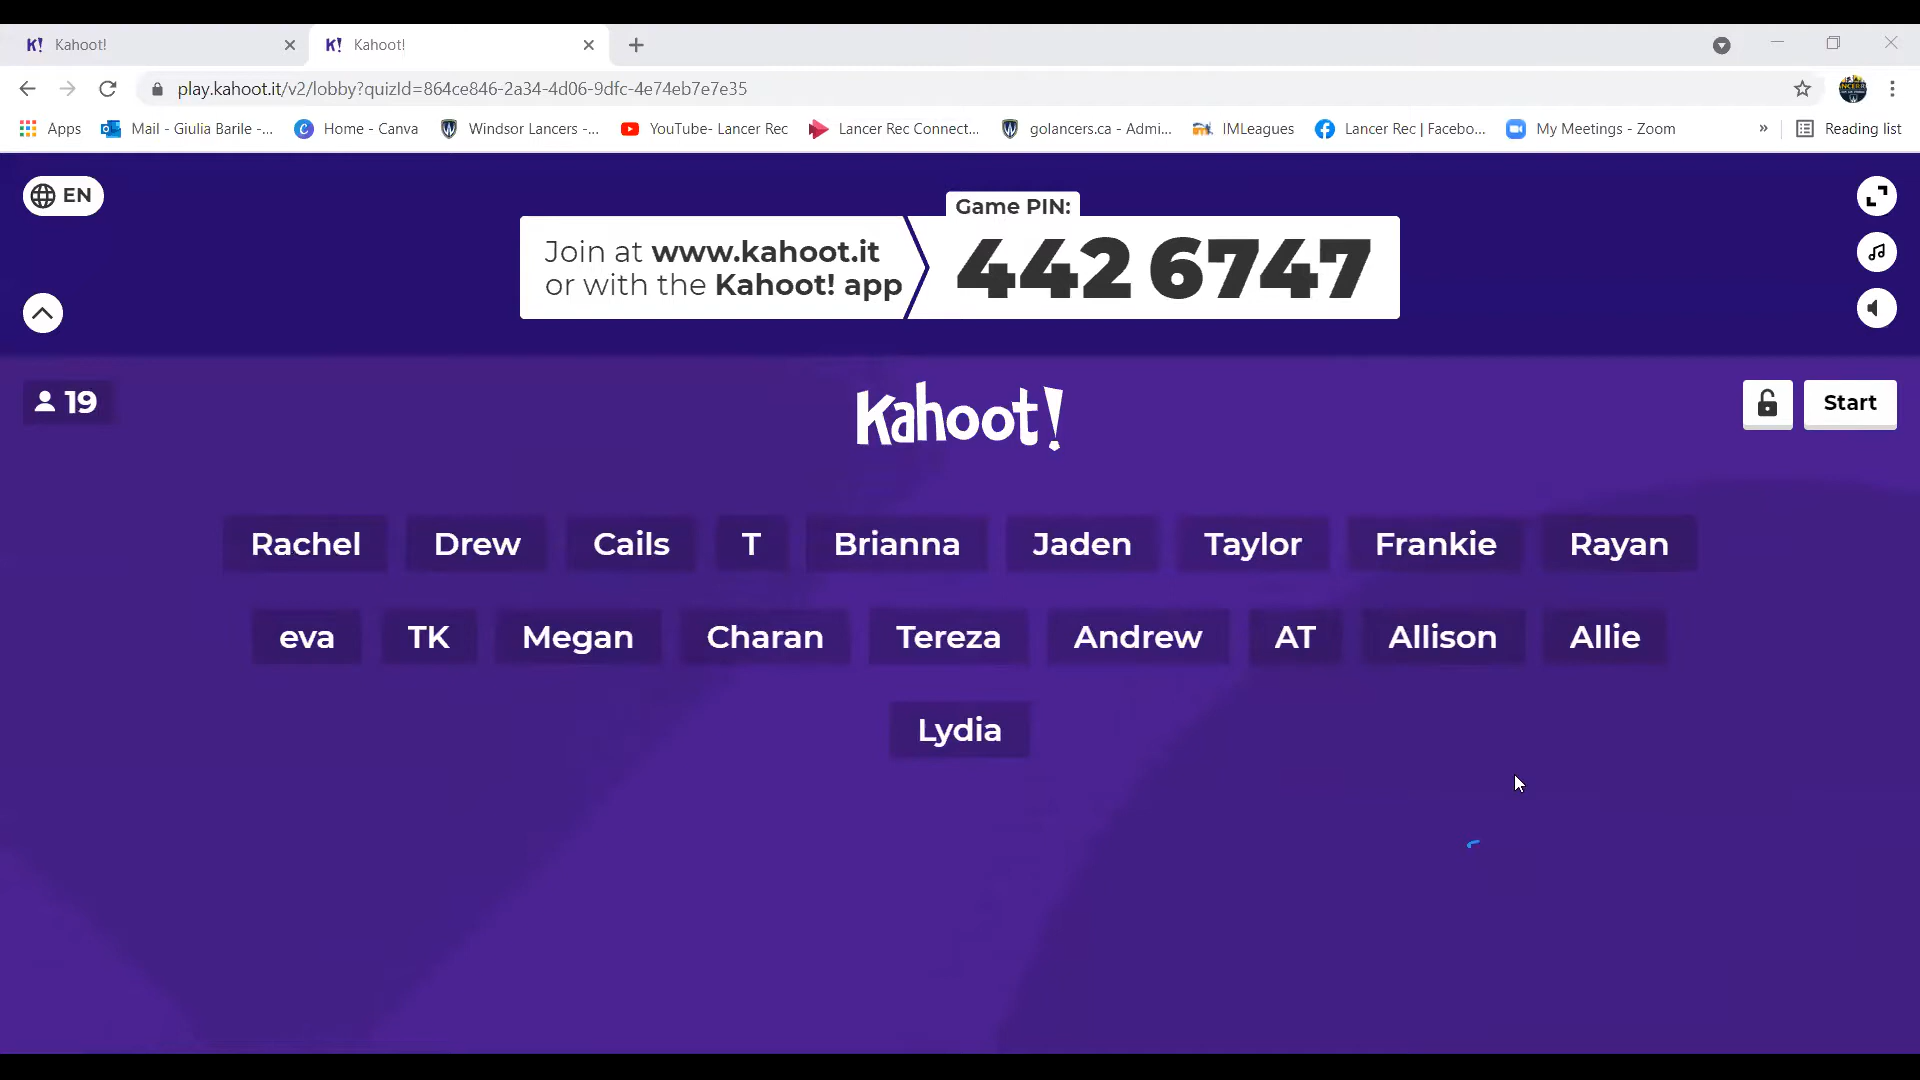 Kahoot!
Kahoot!
play.kahoot.it/v2/lobby?quizId=864ce846-2a34-4d06-9dfc-4e74eb7e7e35
Apps Mail - Giulia Barile -... Home - Canva Windsor Lancers -... YouTube- Lancer Rec Lancer Rec Connect... golancers.ca - Admi... IMLeagues Lancer Rec | Facebo... My Meetings - Zoom » Reading list
EN
Game PIN:
Join at www.kahoot.it
or with the Kahoot! app
442 6747
19
Kahoot!
Start
Rachel Drew Cails T Brianna Jaden Taylor Frankie Rayan
eva TK Megan Charan Tereza Andrew AT Allison Allie
Lydia